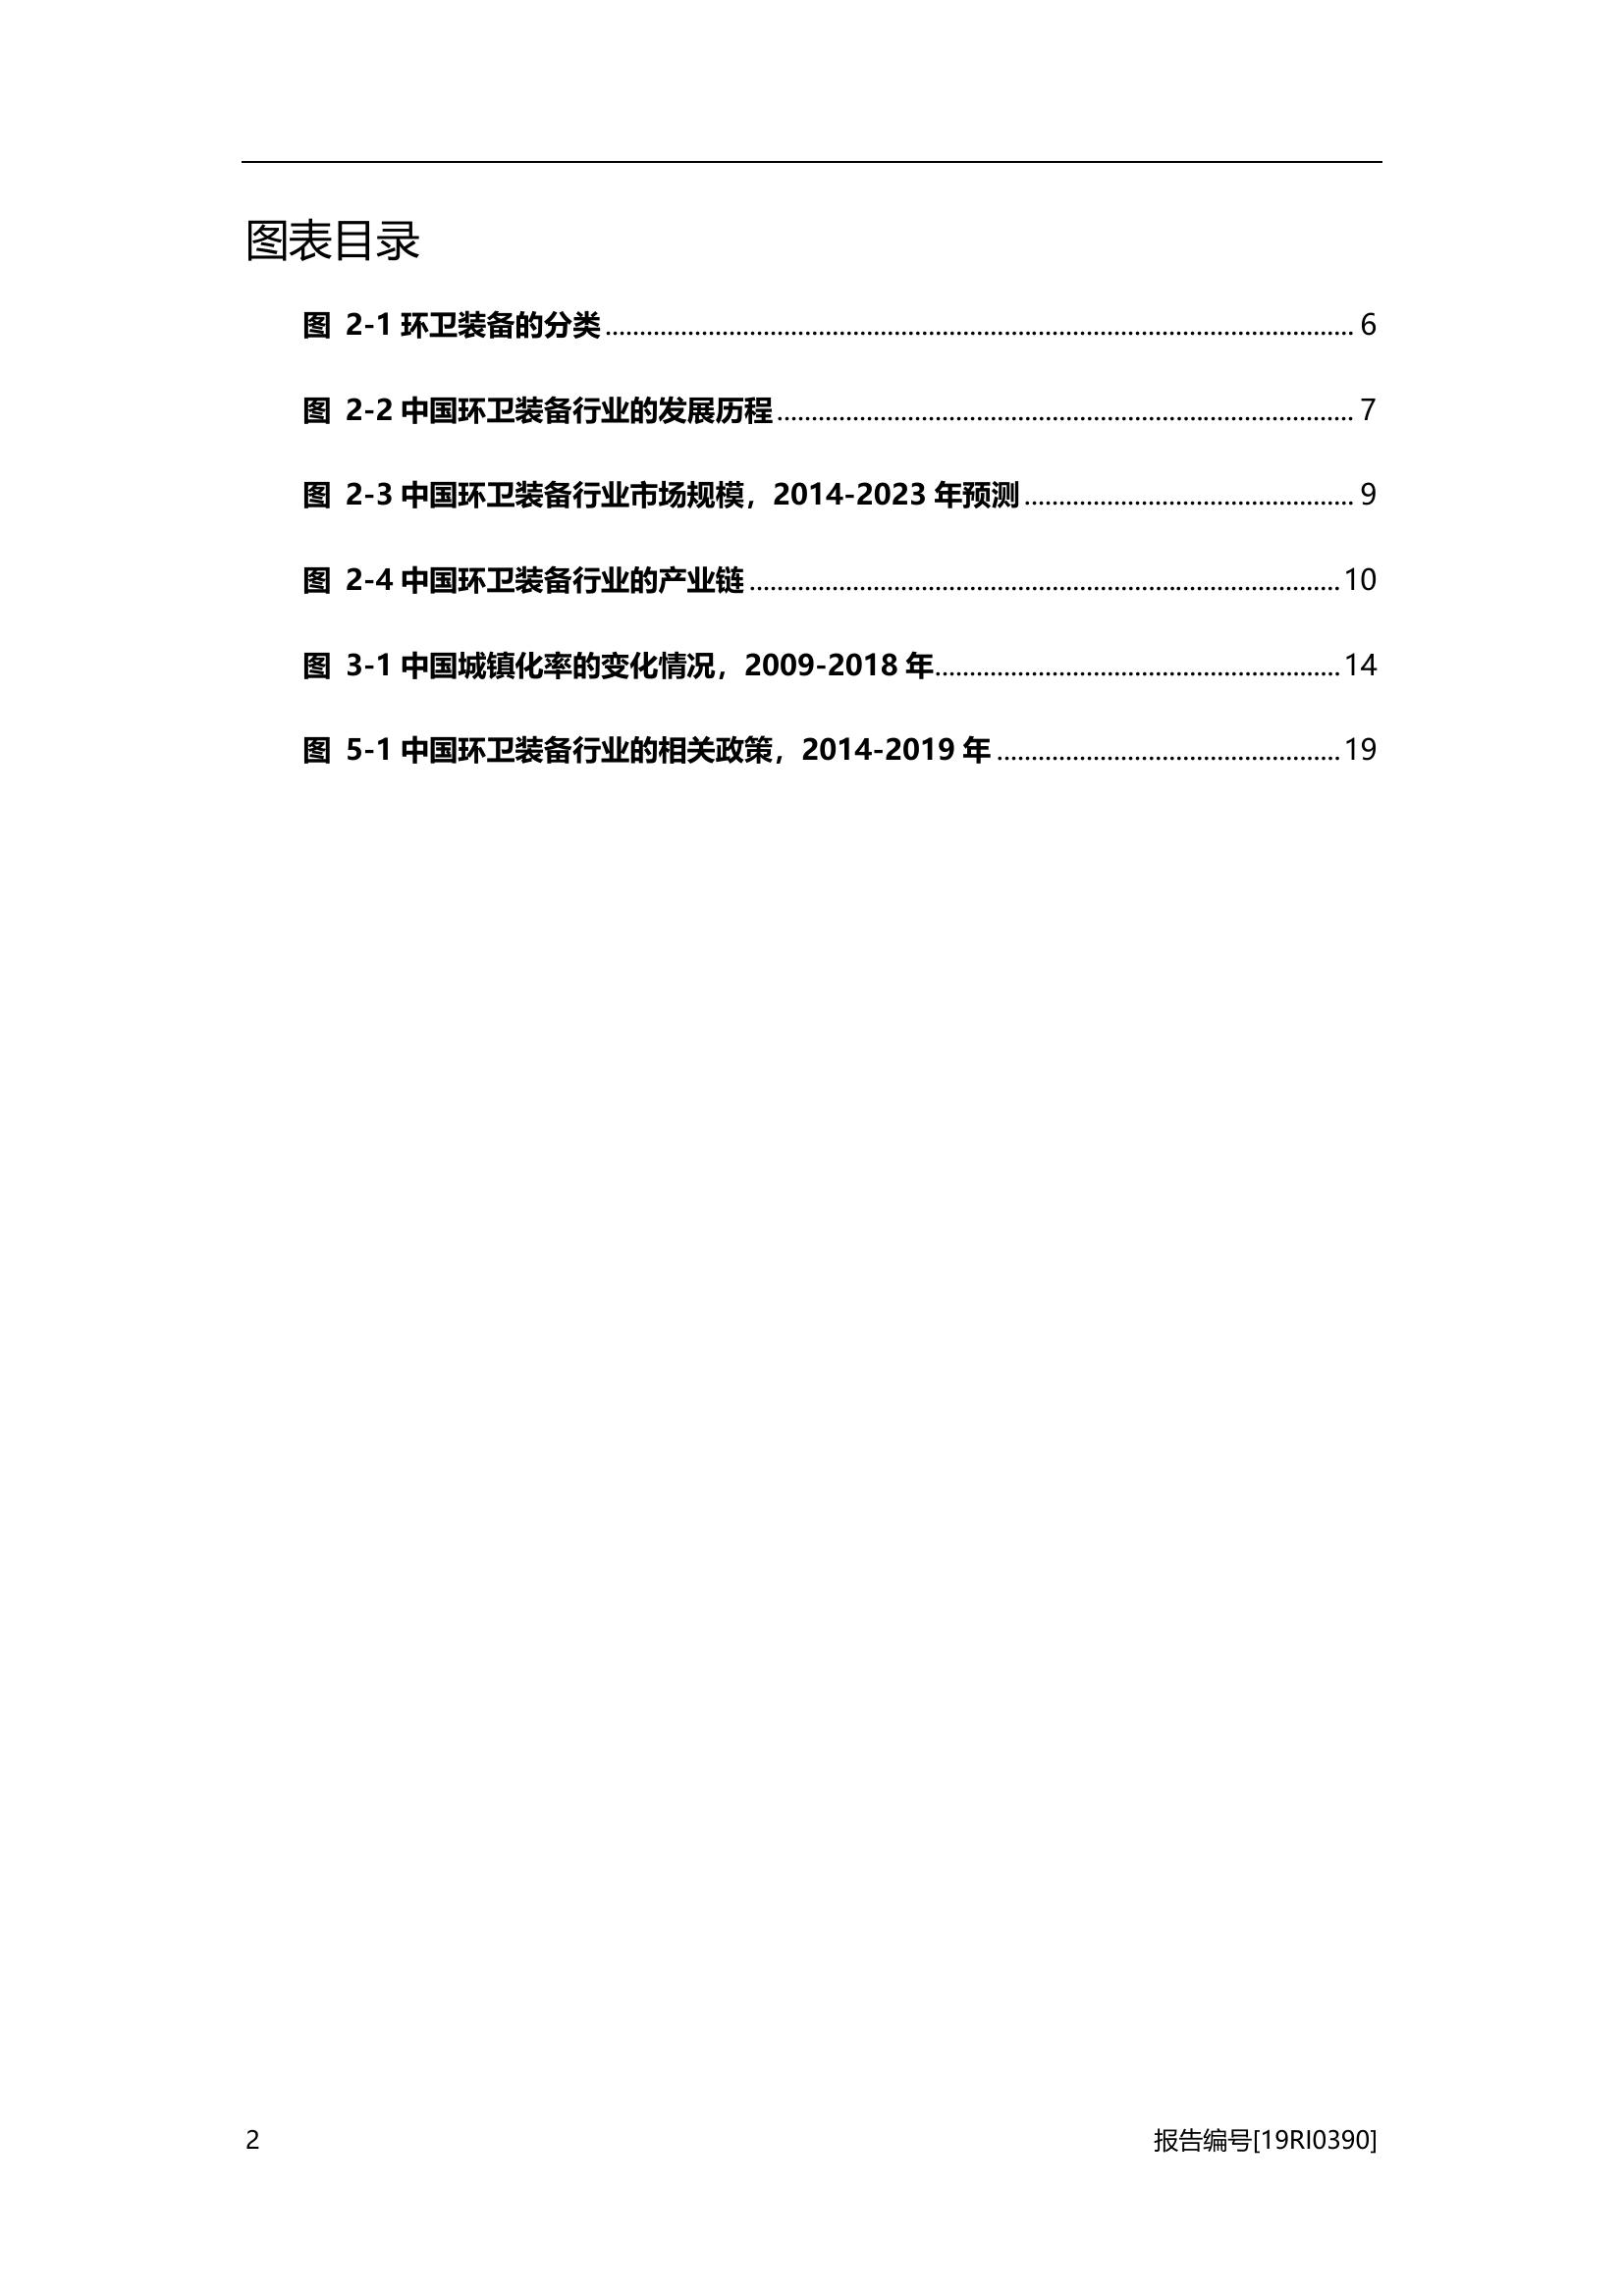 图表目录
图 2-1 环卫装备的分类........................................ 6
图 2-2 中国环卫装备行业的发展历程........................................ 7
图 2-3 中国环卫装备行业市场规模，2014-2023 年预测........................................ 9
图 2-4 中国环卫装备行业的产业链........................................ 10
图 3-1 中国城镇化率的变化情况，2009-2018 年........................................ 14
图 5-1 中国环卫装备行业的相关政策，2014-2019 年........................................ 19
2 报告编号[19RI0390]